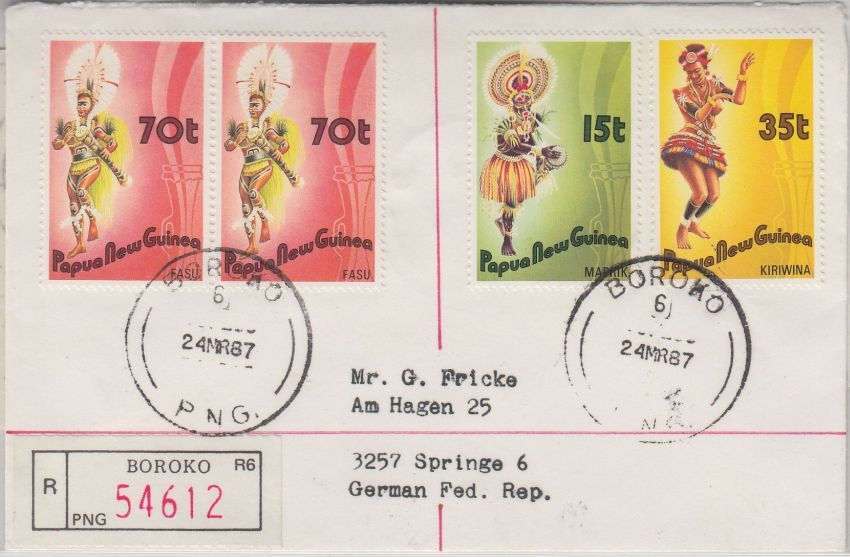 70t
Papua New Guinea
FASU
70t
Papua New Guinea
FASU
15t
Papua New Guinea
MAPRIK
35t
Papua New Guinea
KIRIWINA
BOROKO
6
24MR87
P.N.G.
BOROKO
6
24MR87
N.G.
Mr. G. Fricke
Am Hagen 25
3257 Springe 6
German Fed. Rep.
BOROKO R6
R
PNG 54612